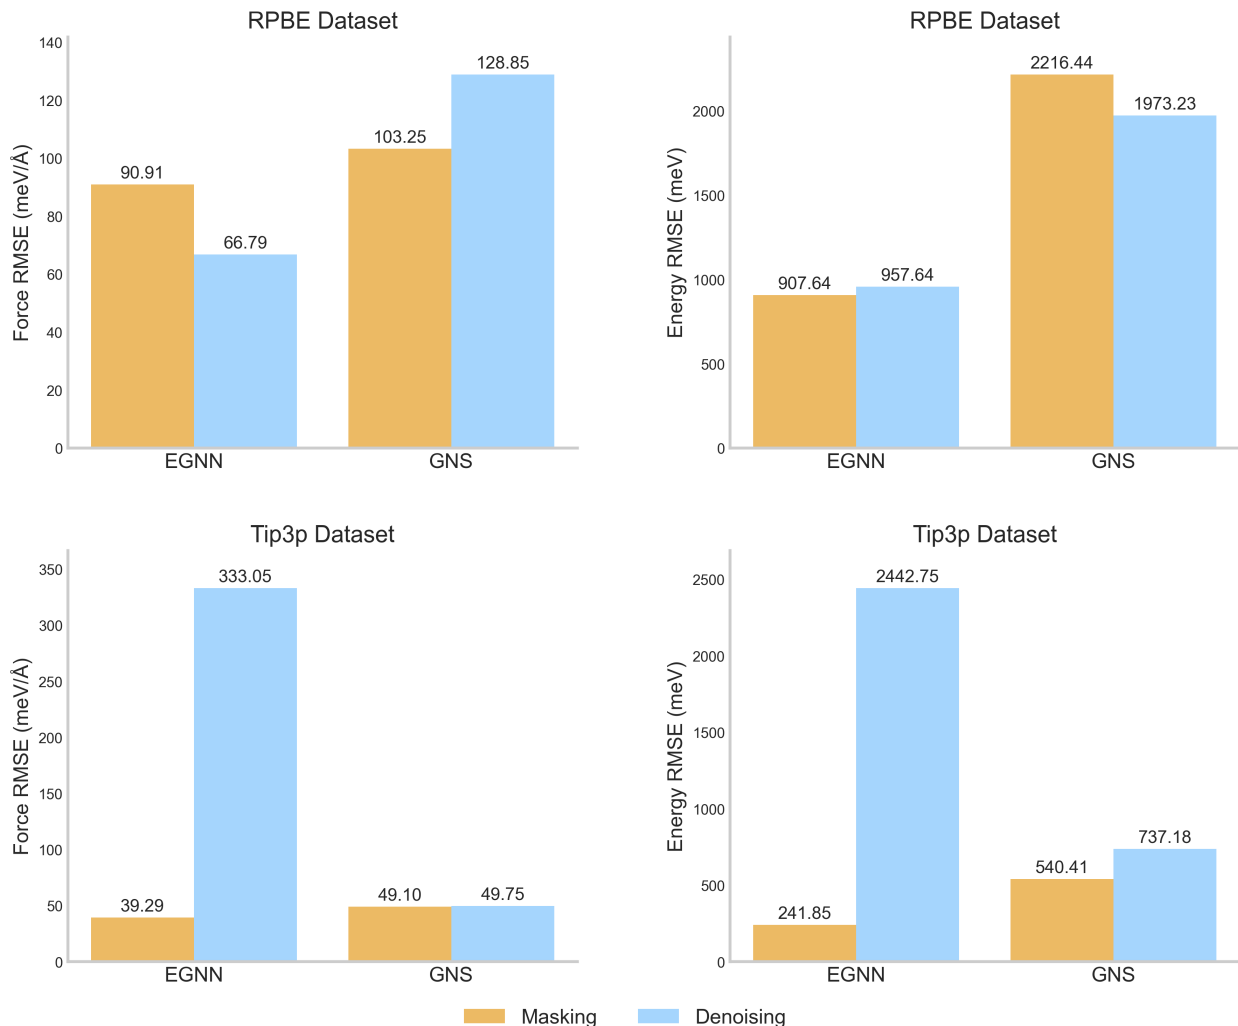 RPBE Dataset
Force RMSE (meV/Å)
140
120
100
80
60
40
20
0
90.91
66.79
103.25
128.85
EGNN
GNS
RPBE Dataset
Energy RMSE (meV)
2000
1500
1000
500
0
907.64
957.64
2216.44
1973.23
EGNN
GNS
Tip3p Dataset
Force RMSE (meV/Å)
350
300
250
200
150
100
50
0
39.29
333.05
49.10
49.75
EGNN
GNS
Tip3p Dataset
Energy RMSE (meV)
2500
2000
1500
1000
500
0
241.85
2442.75
540.41
737.18
EGNN
GNS
Masking
Denoising